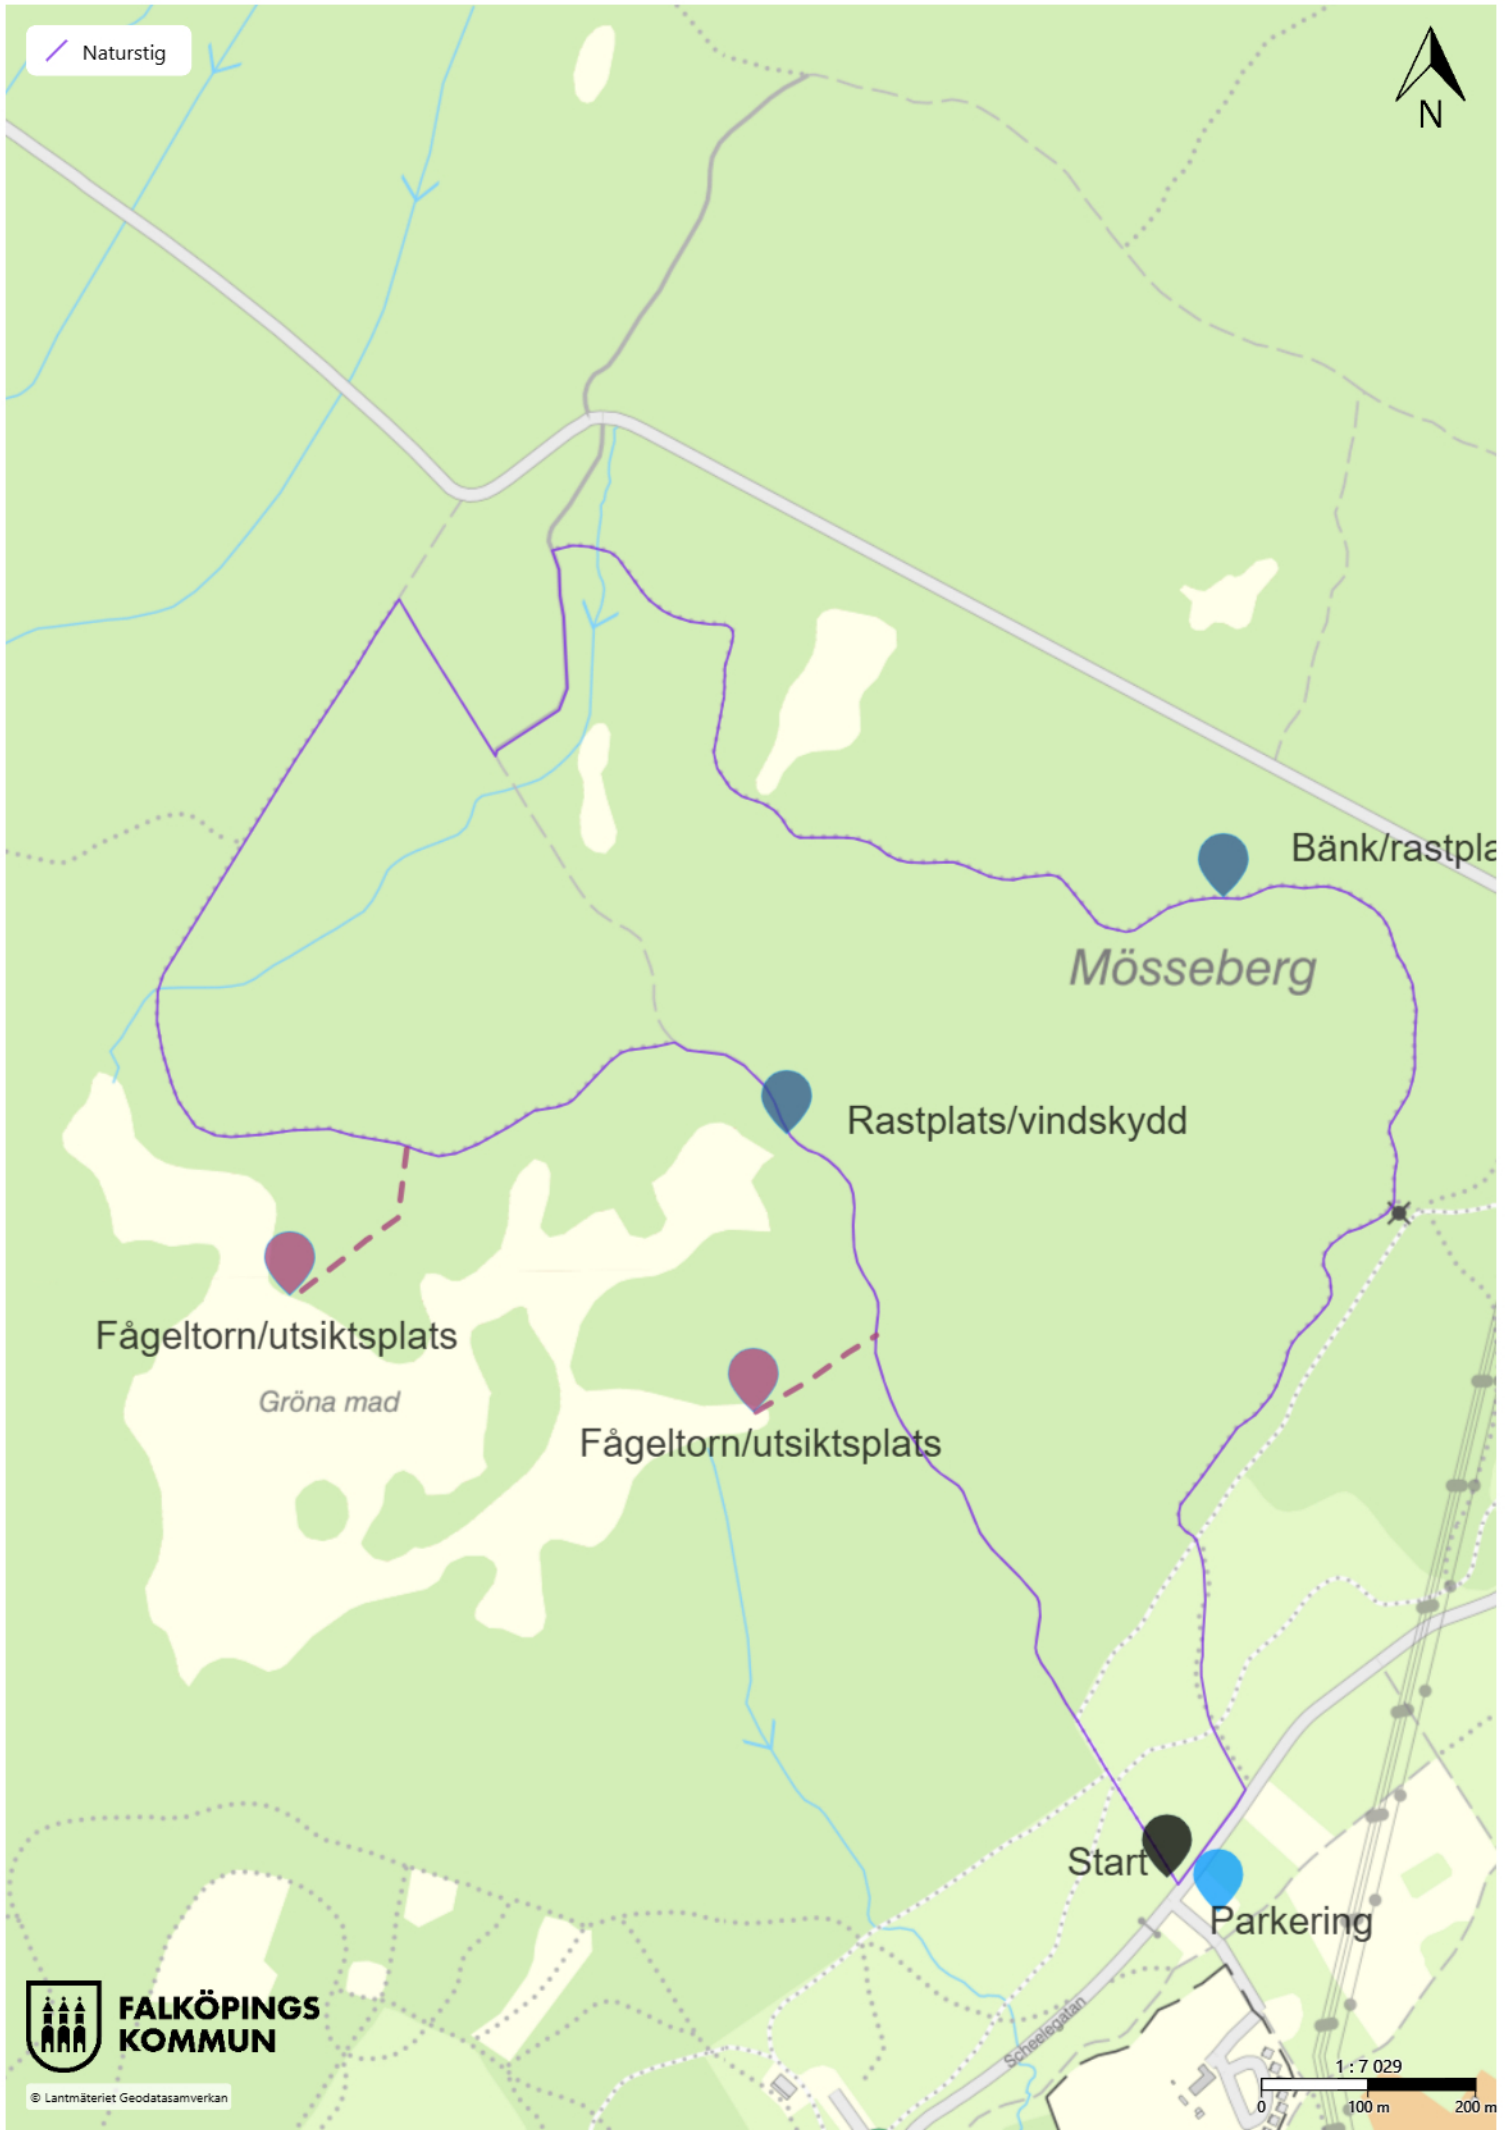 Naturstig
N
Bänk/rastpla
Mösseberg
Rastplats/vindskydd
Fågeltorn/utsiktsplats
Gröna mad
Fågeltorn/utsiktsplats
Start
Parkering
Scheelegatan
FALKÖPINGS
KOMMUN
© Lantmäteriet Geodatasamverkan
1 : 7 029
0 100 m 200 m